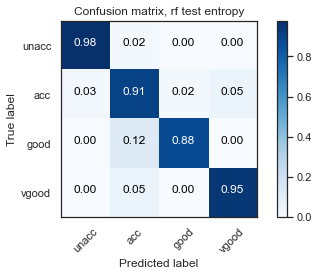 Confusion matrix, rf test entropy
True label
unacc 0.98 0.02 0.00 0.00
acc 0.03 0.91 0.02 0.05
good 0.00 0.12 0.88 0.00
vgood 0.00 0.05 0.00 0.95
unacc acc good vgood
Predicted label
0.8
0.6
0.4
0.2
0.0